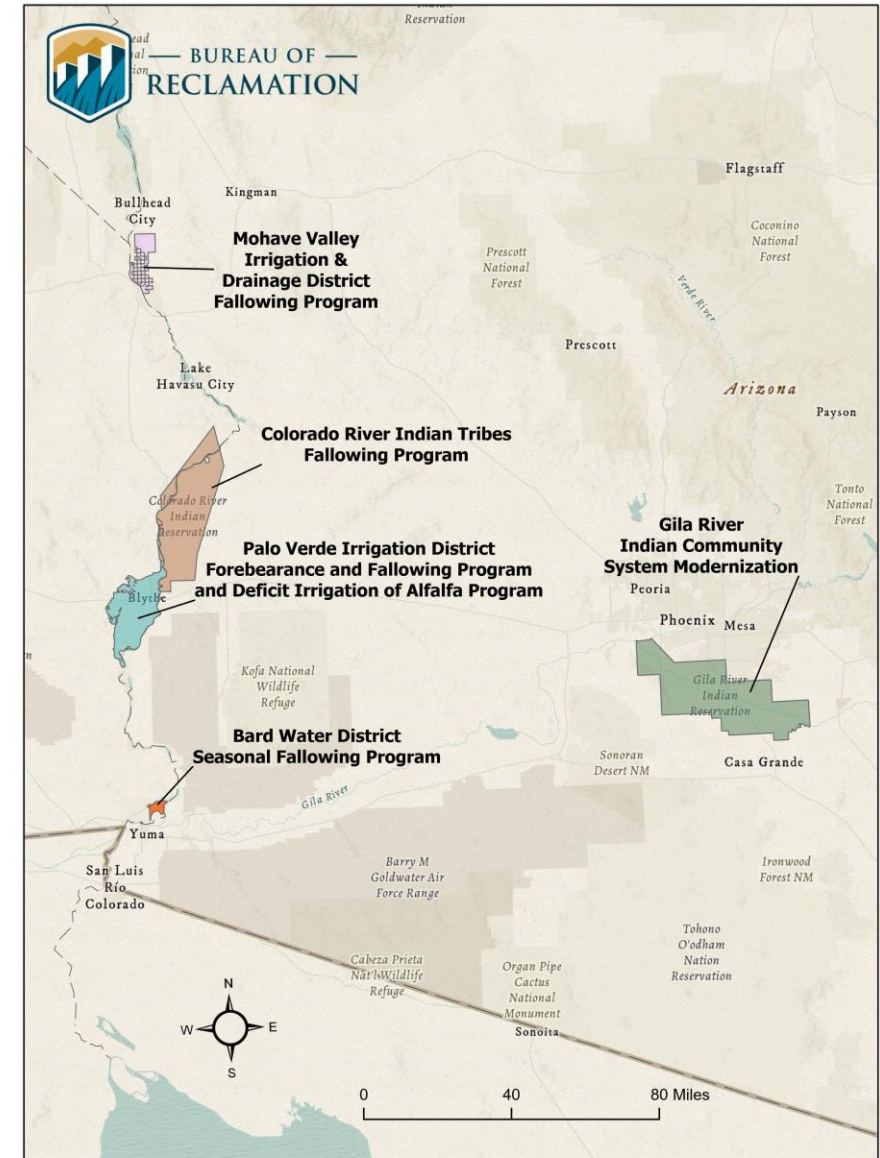 Reservation
BUREAU OF
RECLAMATION
Flagstaff
Kingman
Bullhead
City
Coconino
National
Forest
Mohave Valley
Irrigation &
Drainage District
Fallowing Program
Prescott
National
Forest
Verde River
Prescott
Lake
Havasu City
Arizona
Payson
Colorado River Indian Tribes
Fallowing Program
Colorado River
Indian
Reservation
Tonto
National
Forest
Gila River
Indian Community
System Modernization
Palo Verde Irrigation District
Forebearance and Fallowing Program
and Deficit Irrigation of Alfalfa Program
Blythe
Peoria
Phoenix
Mesa
Kofa National
Wildlife
Refuge
Gila River
Indian
Reservation
Bard Water District
Seasonal Fallowing Program
Sonoran
Desert NM
Casa Grande
Gila River
Yuma
San Luis
Río
Colorado
Barry M
Goldwater Air
Force Range
Ironwood
Forest NM
Tohono
O'odham
Nation
Reservation
Cabeza Prieta
Nat'l Wildlife
Refuge
Organ Pipe
Cactus
National
Monument
Sonoita
N
W
E
S
0 40 80 Miles